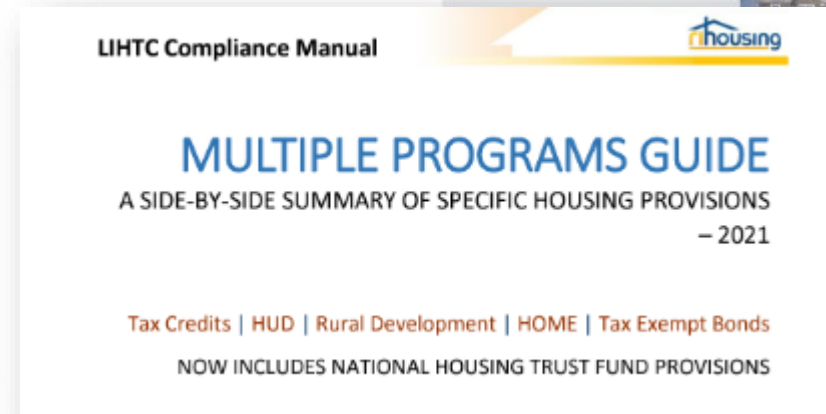 LIHTC Compliance Manual
rihousing
MULTIPLE PROGRAMS GUIDE
A SIDE-BY-SIDE SUMMARY OF SPECIFIC HOUSING PROVISIONS
– 2021
Tax Credits | HUD | Rural Development | HOME | Tax Exempt Bonds
NOW INCLUDES NATIONAL HOUSING TRUST FUND PROVISIONS